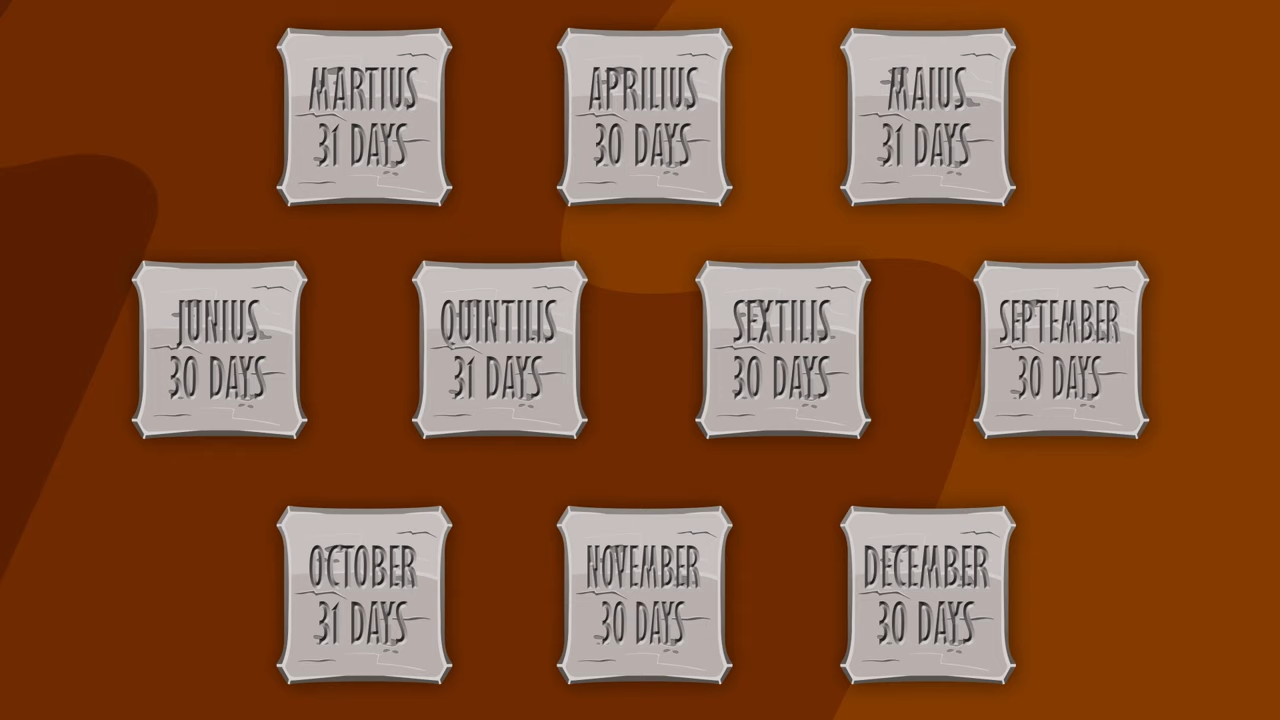 MARTIUS
31 DAYS
APRILIUS
30 DAYS
MAIUS
31 DAYS
JUNIUS
30 DAYS
QUINTILIS
31 DAYS
SEXTILIS
30 DAYS
SEPTEMBER
30 DAYS
OCTOBER
31 DAYS
NOVEMBER
30 DAYS
DECEMBER
30 DAYS